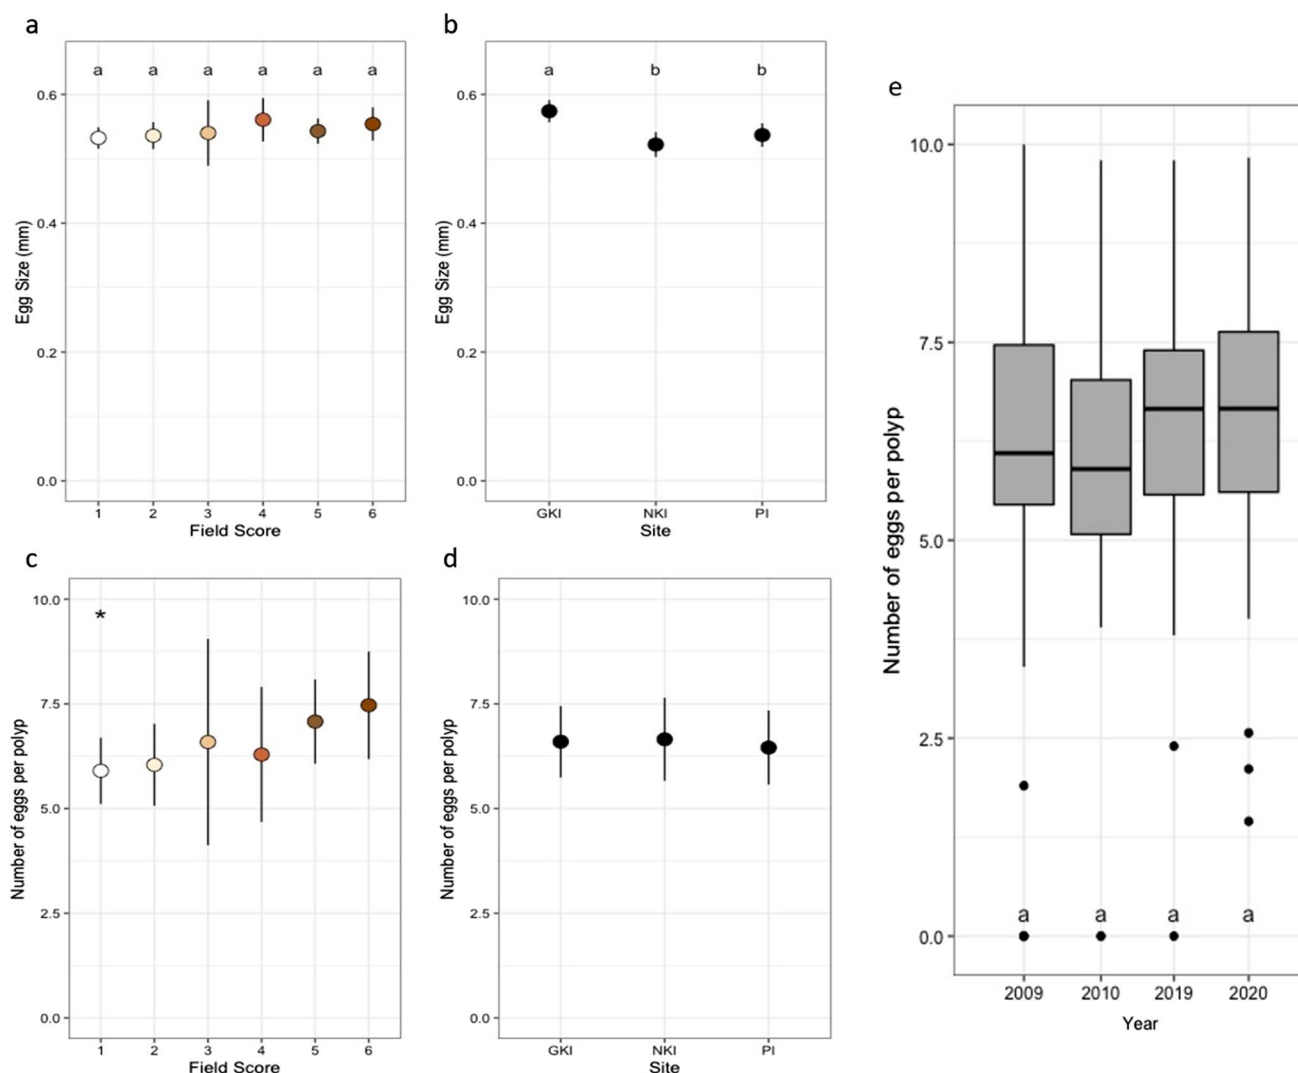 a
a a a a a a
0.6
0.4
0.2
0.0
Egg Size (mm)
1 2 3 4 5 6
Field Score
b
a b b
0.6
0.4
0.2
0.0
Egg Size (mm)
GKI NKI PI
Site
c
*
10.0
7.5
5.0
2.5
0.0
Number of eggs per polyp
1 2 3 4 5 6
Field Score
d
10.0
7.5
5.0
2.5
0.0
Number of eggs per polyp
GKI NKI PI
Site
e
10.0
7.5
5.0
2.5
0.0
Number of eggs per polyp
a a a a
2009 2010 2019 2020
Year